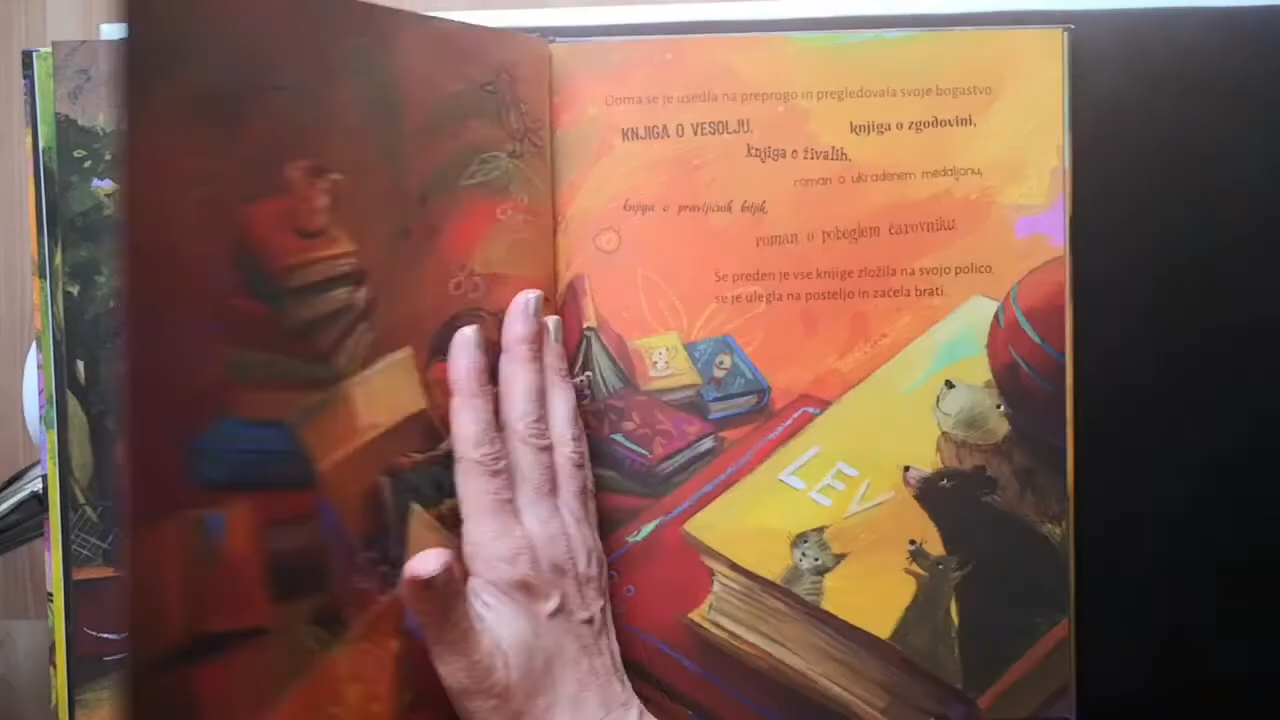 Doma se je usedla na preprogo in pregledovala svoje bogastvo.
KNJIGA O VESOLJU,
knjiga o zgodovini,
knjiga o živalih,
roman o ukradenem medaljonu,
knjiga o pravljičnih bitjih,
roman o pobeglem čarovniku.
Še preden je vse knjige zložila na svojo polico,
se je ulegla na posteljo in začela brati.
LEV